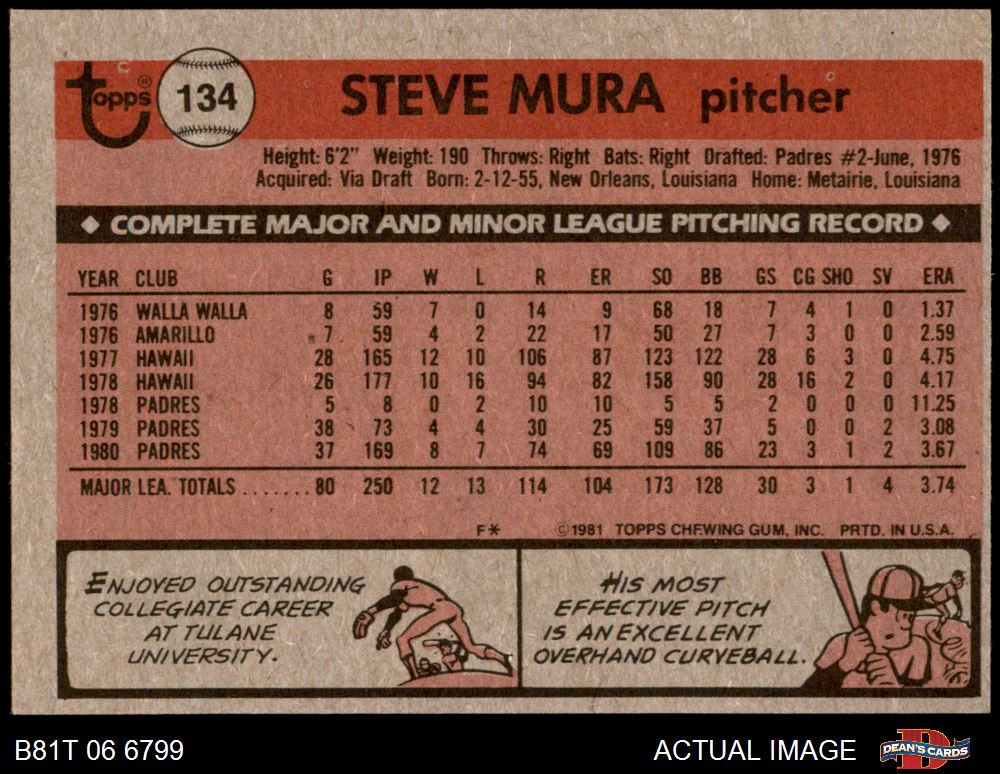 Topps® 134 STEVE MURA pitcher
Height: 6'2" Weight: 190 Throws: Right Bats: Right Drafted: Padres #2-June, 1976
Acquired: Via Draft Born: 2-12-55, New Orleans, Louisiana Home: Metairie, Louisiana
◆ COMPLETE MAJOR AND MINOR LEAGUE PITCHING RECORD ◆
YEAR CLUB G IP W L R ER SO BB GS CG SHO SV ERA
1976 WALLA WALLA 8 59 7 0 14 9 68 18 7 4 1 0 1.37
1976 AMARILLO 7 59 4 2 22 17 50 27 7 3 0 0 2.59
1977 HAWAII 28 165 12 10 106 87 123 122 28 6 3 0 4.75
1978 HAWAII 26 177 10 16 94 82 158 90 28 16 2 0 4.17
1978 PADRES 5 8 0 2 10 10 5 5 2 0 0 0 11.25
1979 PADRES 38 73 4 4 30 25 59 37 5 0 0 2 3.08
1980 PADRES 37 169 8 7 74 69 109 86 23 3 1 2 3.67
MAJOR LEA. TOTALS ....... 80 250 12 13 114 104 173 128 30 3 1 4 3.74
F* ©1981 TOPPS CHEWING GUM, INC. PRTD. IN U.S.A.
ENJOYED OUTSTANDING
COLLEGIATE CAREER
AT TULANE
UNIVERSITY.
HIS MOST
EFFECTIVE PITCH
IS AN EXCELLENT
OVERHAND CURVEBALL.
B81T 06 6799 ACTUAL IMAGE DEAN'S CARDS